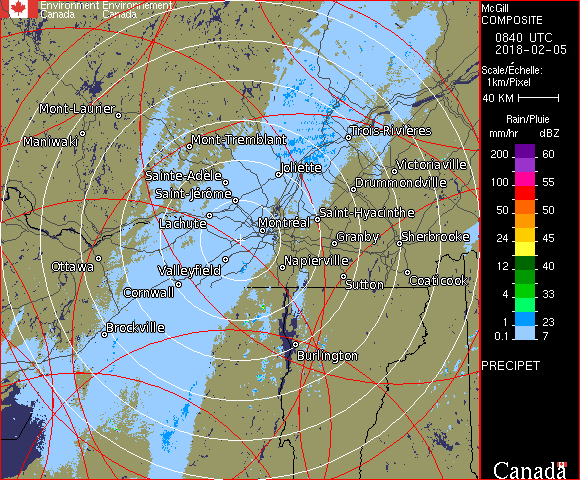 Environment Environnement
Canada Canada
McGill
COMPOSITE
0840 UTC
2018-02-05
Scale/Échelle:
1km/Pixel
40 KM
Rain/Pluie
mm/hr dBZ
200 60
100 55
50 50
24 45
12 40
4 33
1 23
0.1 7
PRECIPET
Canada
Mont-Laurier
Maniwaki
Mont-Tremblant
Trois-Rivières
Joliette
Victoriaville
Sainte-Adèle
Drummondville
Saint-Jérôme
Lachute
Saint-Hyacinthe
Montréal
Granby
Sherbrooke
Ottawa
Valleyfield
Napierville
Sutton
Coaticook
Cornwall
Brockville
Burlington